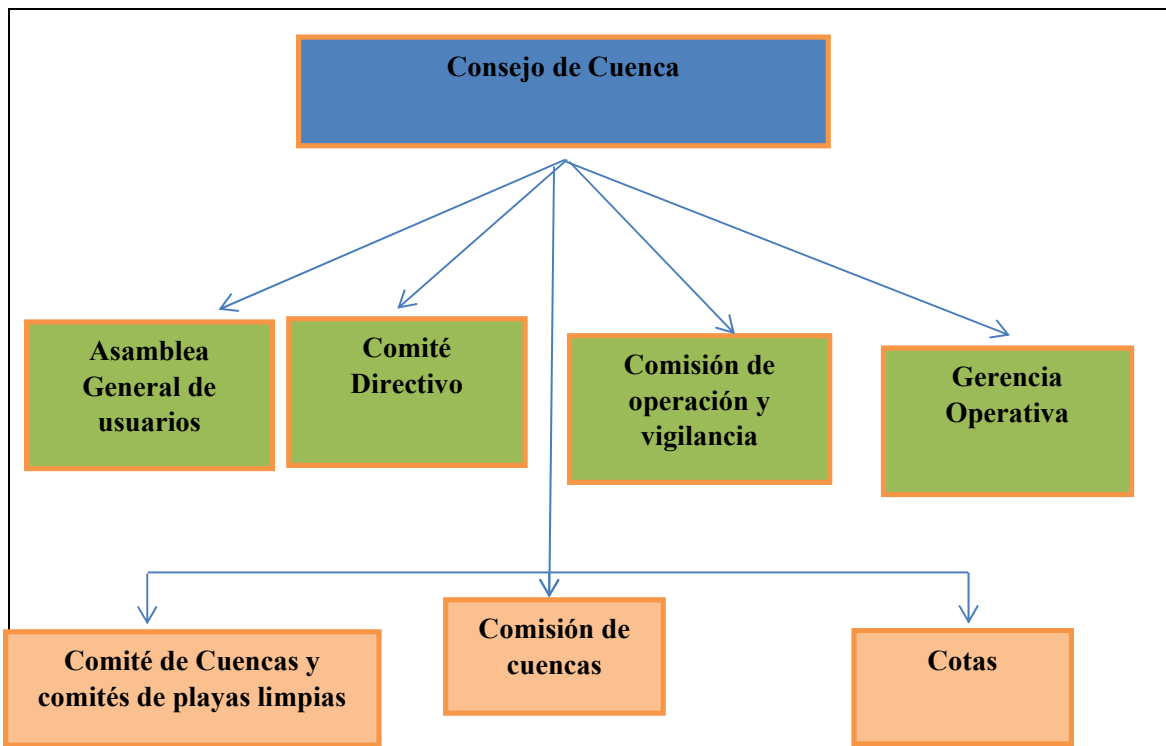 Consejo de Cuenca
Asamblea
General de
usuarios
Comité
Directivo
Comisión de
operación y
vigilancia
Gerencia
Operativa
Comité de Cuencas y
comités de playas limpias
Comisión de
cuencas
Cotas